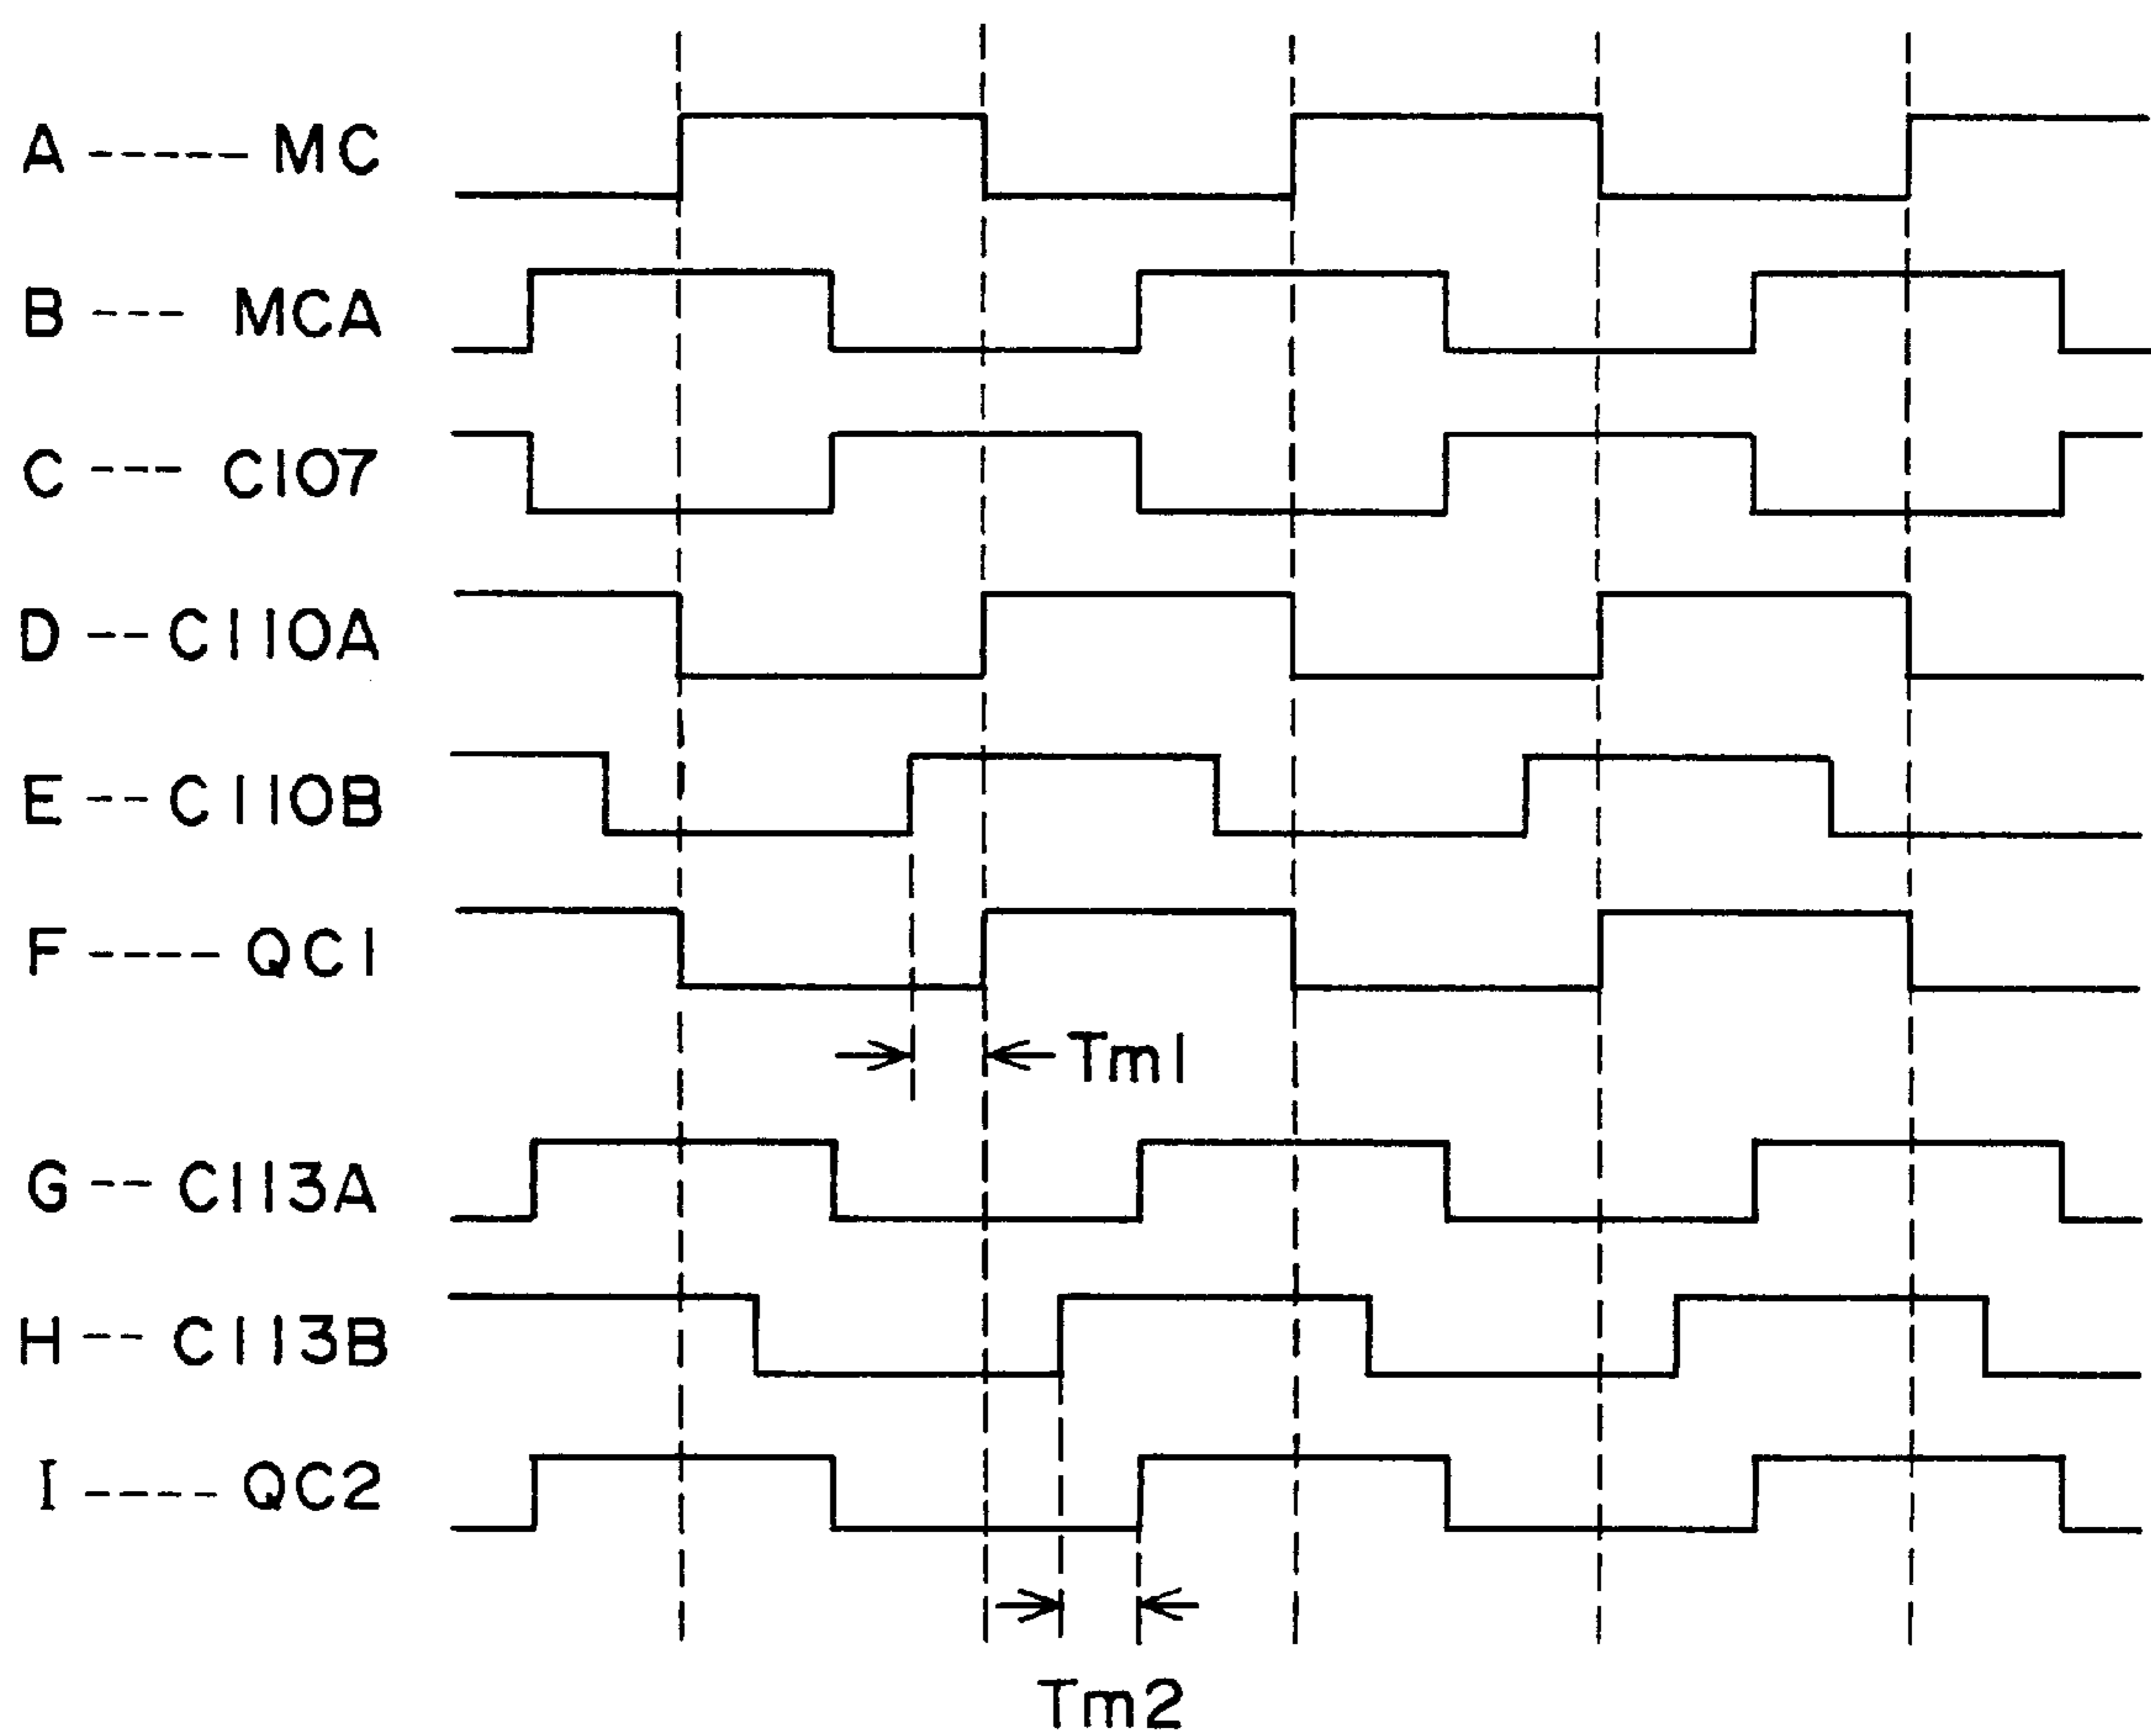 A ------ MC
B --- MCA
C --- C107
D -- C110A
E -- C110B
F ---- QC1
Tm1
G -- C113A
H -- C113B
I ---- QC2
Tm2